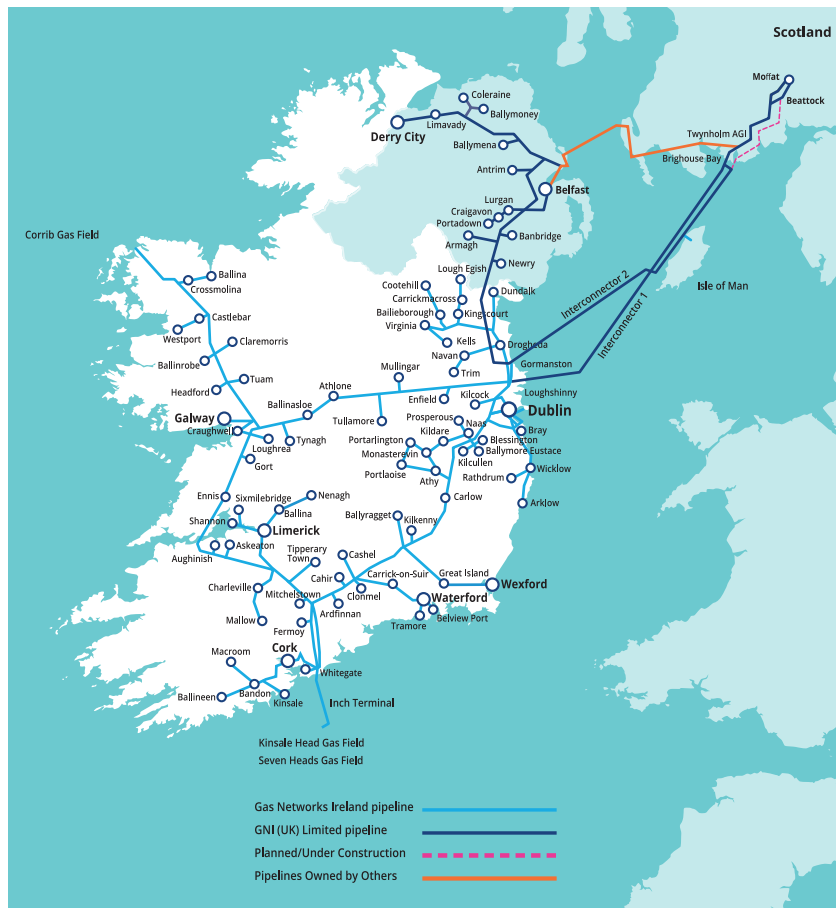 Scotland
Moffat
Beattock
Coleraine
Ballymoney
Limavady
Derry City
Twynholm AGI
Ballymena
Brighouse Bay
Antrim
Belfast
Lurgan
Craigavon
Portadown
Banbridge
Armagh
Corrib Gas Field
Newry
Lough Egish
Ballina
Crossmolina
Cootehill
Dundalk
Interconnector 2
Isle of Man
Carrickmacross
Bailieborough
Kingscourt
Interconnector 1
Castlebar
Virginia
Westport
Claremorris
Kells
Drogheda
Navan
Ballinrobe
Mullingar
Gormanston
Trim
Tuam
Athlone
Headford
Loughshinny
Enfield
Kilcock
Ballinasloe
Dublin
Galway
Tullamore
Prosperous
Naas
Craughwell
Kildare
Bray
Loughrea
Tynagh
Portarlington
Blessington
Monasterevin
Ballymore Eustace
Gort
Kilcullen
Portlaoise
Wicklow
Athy
Rathdrum
Ennis
Sixmilebridge
Nenagh
Carlow
Arklow
Ballina
Ballyragget
Shannon
Kilkenny
Limerick
Askeaton
Tipperary
Town
Cashel
Aughinish
Cahir
Carrick-on-Suir
Great Island
Wexford
Charleville
Mitchelstown
Clonmel
Waterford
Ardfinnan
Mallow
Belview Port
Tramore
Fermoy
Cork
Macroom
Whitegate
Bandon
Ballineen
Kinsale
Inch Terminal
Kinsale Head Gas Field
Seven Heads Gas Field
Gas Networks Ireland pipeline
GNI (UK) Limited pipeline
Planned/Under Construction
Pipelines Owned by Others